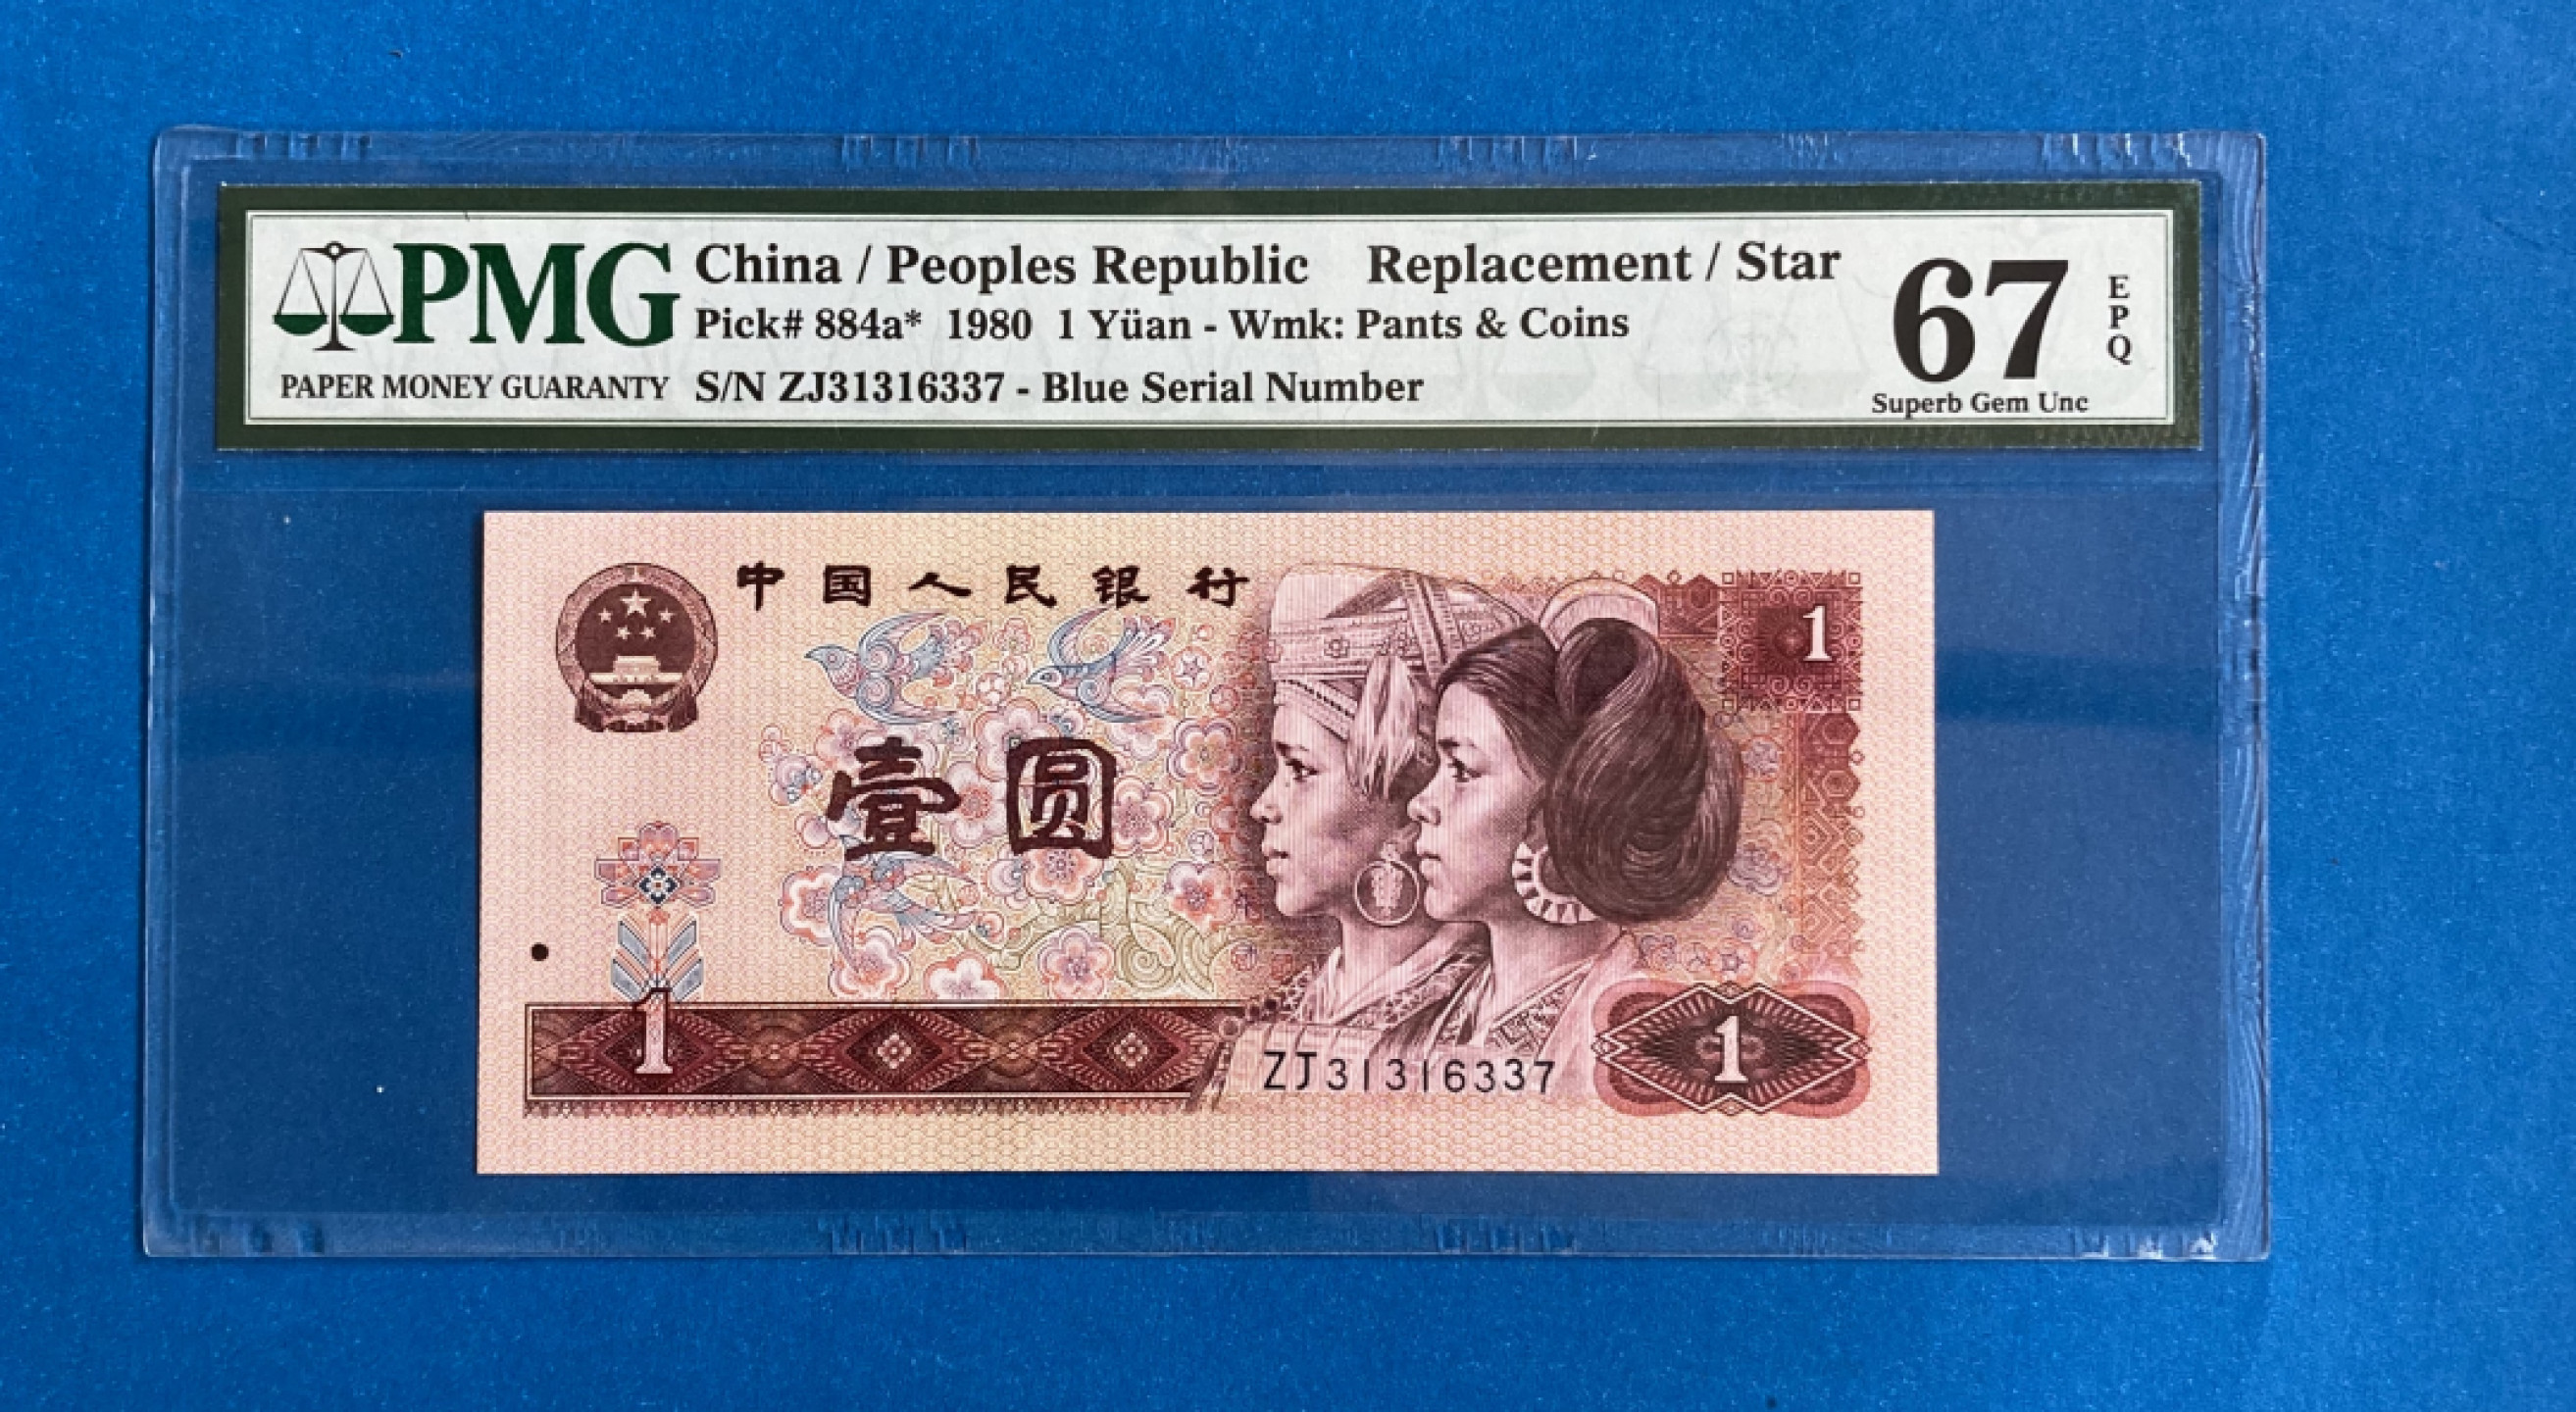 PMG
PAPER MONEY GUARANTY
China / Peoples Republic Replacement / Star
Pick# 884a* 1980 1 Yüan - Wmk: Pants & Coins
S/N ZJ31316337 - Blue Serial Number
67
EPQ
Superb Gem Unc
中国人民银行
1
壹圆
1
ZJ31316337
1